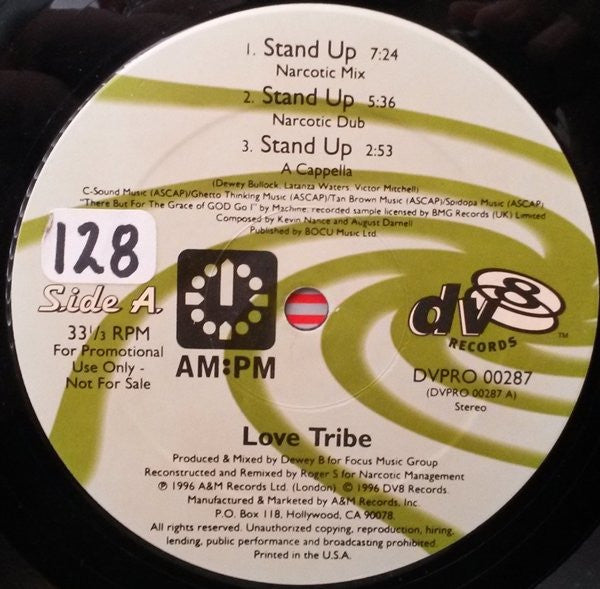 1. Stand Up 7:24
Narcotic Mix
2. Stand Up 5:36
Narcotic Dub
3. Stand Up 2:53
A Cappella
(Dewey Bullock, Latanza Waters, Victor Mitchell)
C-Sound Music (ASCAP)/Ghetto Thinking Music (ASCAP)/Tan Brown Music (ASCAP)/Spidopa Music (ASCAP)
"There But For The Grace of GOD Go I" by Machine, recorded sample licensed by BMG Records (UK) Limited
Composed by Kevin Nance and August Darnell
Published by BOCU Music Ltd.
128
Side A.
33 1/3 RPM
For Promotional
Use Only -
Not For Sale
AM:PM
dv8
RECORDS
TM
DVPRO 00287
(DVPRO 00287 A)
Stereo
Love Tribe
Produced & Mixed by Dewey B for Focus Music Group
Reconstructed and Remixed by Roger S for Narcotic Management
℗ 1996 A&M Records Ltd. (London) © 1996 DV8 Records.
Manufactured & Marketed by A&M Records, Inc.
P.O. Box 118, Hollywood, CA 90078.
All rights reserved. Unauthorized copying, reproduction, hiring,
lending, public performance and broadcasting prohibited.
Printed in the U.S.A.